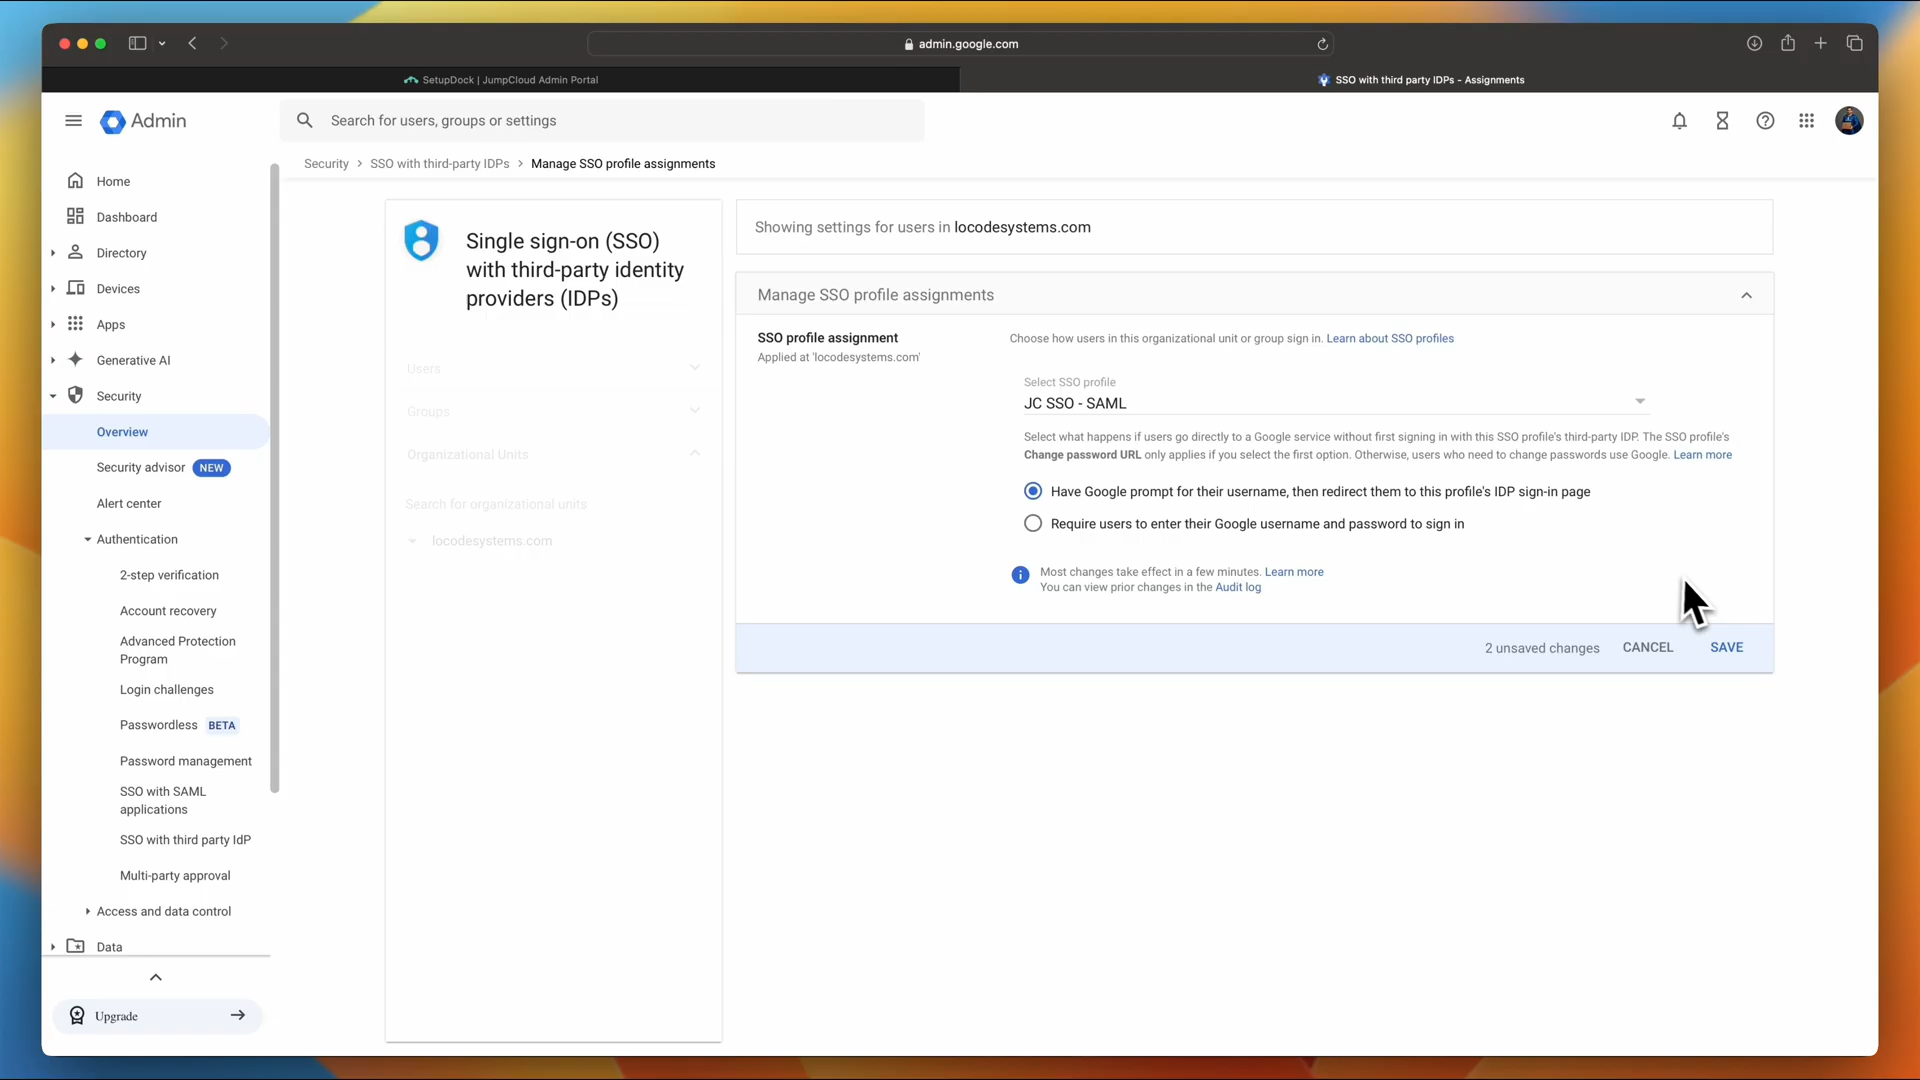 admin.google.com
SetupDock | JumpCloud Admin Portal
SSO with third party IDPs - Assignments
Admin
Search for users, groups or settings
Security > SSO with third-party IDPs > Manage SSO profile assignments
Home
Dashboard
Directory
Devices
Apps
Generative AI
Security
Overview
Security advisor NEW
Alert center
Authentication
2-step verification
Account recovery
Advanced Protection
Program
Login challenges
Passwordless BETA
Password management
SSO with SAML
applications
SSO with third party IdP
Multi-party approval
Access and data control
Data
Upgrade
Single sign-on (SSO)
with third-party identity
providers (IDPs)
Users
Groups
Organizational Units
Search for organizational units
locodesystems.com
Showing settings for users in locodesystems.com
Manage SSO profile assignments
SSO profile assignment
Applied at 'locodesystems.com'
Choose how users in this organizational unit or group sign in. Learn about SSO profiles
Select SSO profile
JC SSO - SAML
Select what happens if users go directly to a Google service without first signing in with this SSO profile's third-party IDP. The SSO profile's
Change password URL only applies if you select the first option. Otherwise, users who need to change passwords use Google. Learn more
Have Google prompt for their username, then redirect them to this profile's IDP sign-in page
Require users to enter their Google username and password to sign in
Most changes take effect in a few minutes. Learn more
You can view prior changes in the Audit log
2 unsaved changes CANCEL SAVE